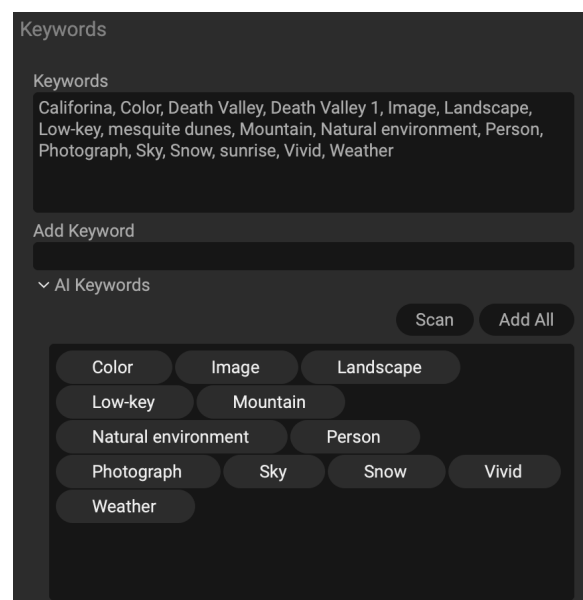 Keywords
Keywords
Califorina, Color, Death Valley, Death Valley 1, Image, Landscape,
Low-key, mesquite dunes, Mountain, Natural environment, Person,
Photograph, Sky, Snow, sunrise, Vivid, Weather
Add Keyword
AI Keywords
Scan Add All
Color Image Landscape
Low-key Mountain
Natural environment Person
Photograph Sky Snow Vivid
Weather